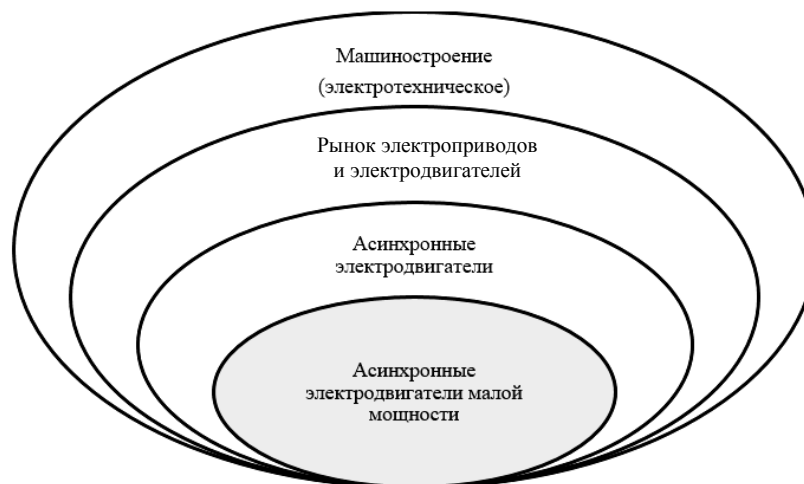 Машиностроение
(электротехническое)
Рынок электроприводов
и электродвигателей
Асинхронные
электродвигатели
Асинхронные
электродвигатели малой
мощности